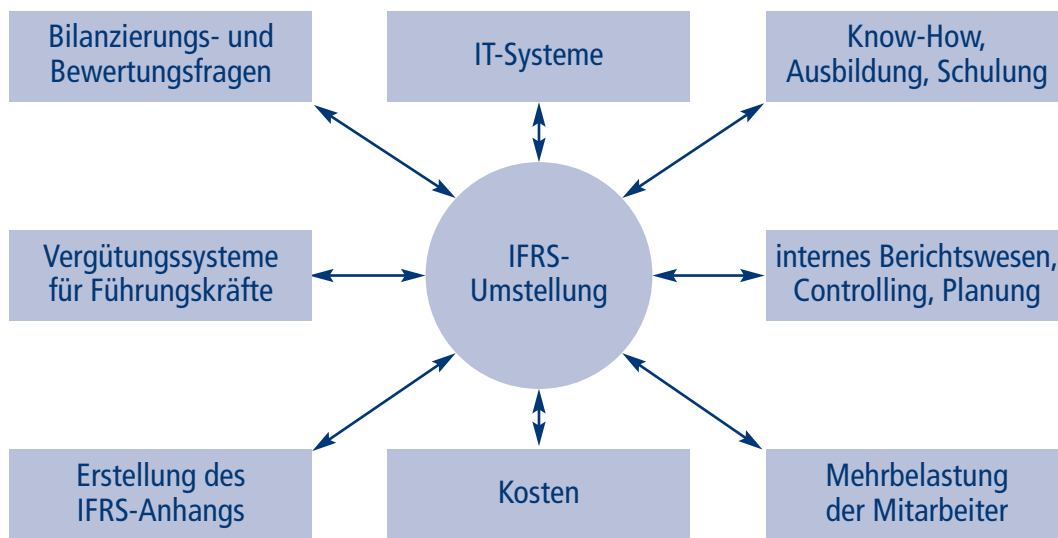 Bilanzierungs- und
Bewertungsfragen
IT-Systeme
Know-How,
Ausbildung, Schulung
Vergütungssysteme
für Führungskräfte
IFRS-
Umstellung
internes Berichtswesen,
Controlling, Planung
Erstellung des
IFRS-Anhangs
Kosten
Mehrbelastung
der Mitarbeiter